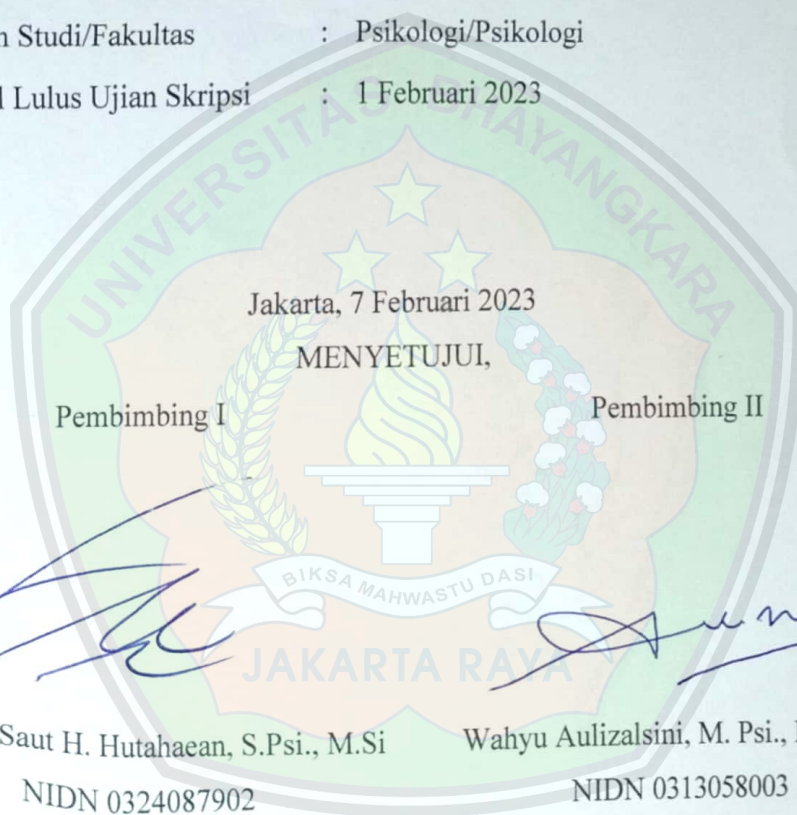 n Studi/Fakultas : Psikologi/Psikologi
l Lulus Ujian Skripsi : 1 Februari 2023
UNIVERSITAS BHAYANGKARA
Jakarta, 7 Februari 2023
MENYETUJUI,
Pembimbing I Pembimbing II
BIKSA MAHWASTU DASI
JAKARTA RAYA
Saut H. Hutahaean, S.Psi., M.Si Wahyu Aulizalsini, M. Psi.,
NIDN 0324087902 NIDN 0313058003